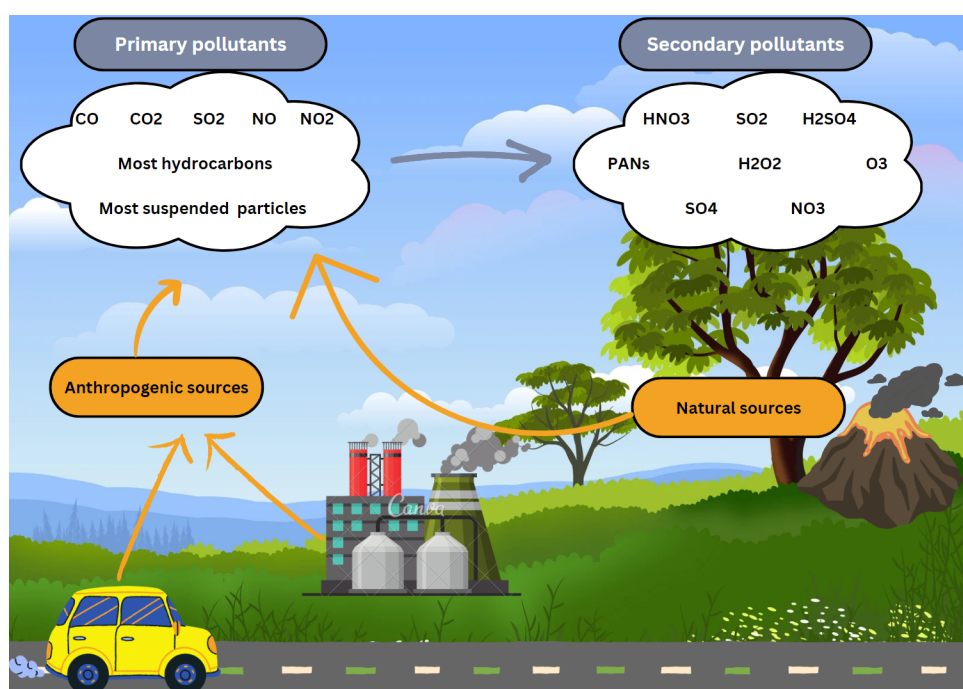 Primary pollutants
Secondary pollutants
CO CO2 SO2 NO NO2
Most hydrocarbons
Most suspended particles
HNO3 SO2 H2SO4
PANs H2O2 O3
SO4 NO3
Anthropogenic sources
Natural sources
Canva